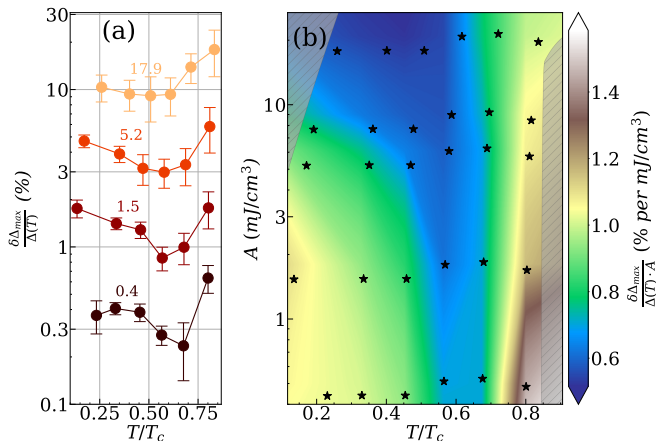 (a)
30
10
3
1
0.3
0.1
δΔmax / Δ(T) (%)
17.9
5.2
1.5
0.4
0.25 0.50 0.75
T/Tc
(b)
10
3
1
A (mJ/cm³)
0.2 0.4 0.6 0.8
T/Tc
1.4
1.2
1.0
0.8
0.6
δΔmax / Δ(T) · A (% per mJ/cm³)